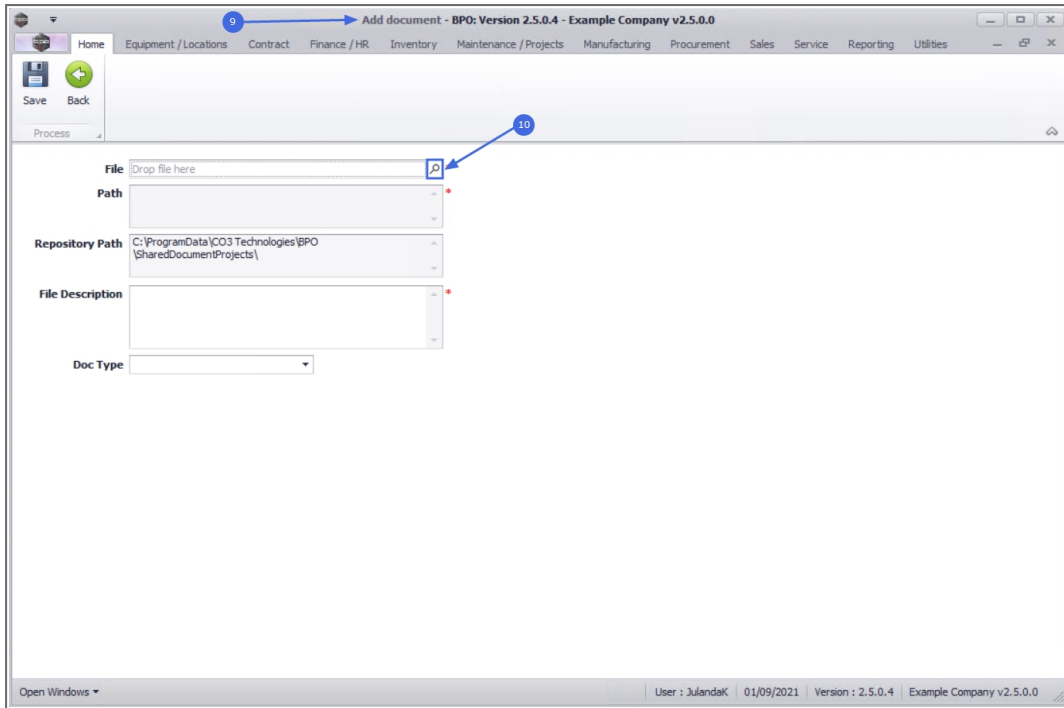 9
Add document - BPO: Version 2.5.0.4 - Example Company v2.5.0.0
Home Equipment / Locations Contract Finance / HR Inventory Maintenance / Projects Manufacturing Procurement Sales Service Reporting Utilities
Save Back
Process
10
File Drop file here
Path *
Repository Path C:\ProgramData\CO3 Technologies\BPO
\SharedDocumentProjects\
File Description *
Doc Type
Open Windows User : JulandaK 01/09/2021 Version : 2.5.0.4 Example Company v2.5.0.0